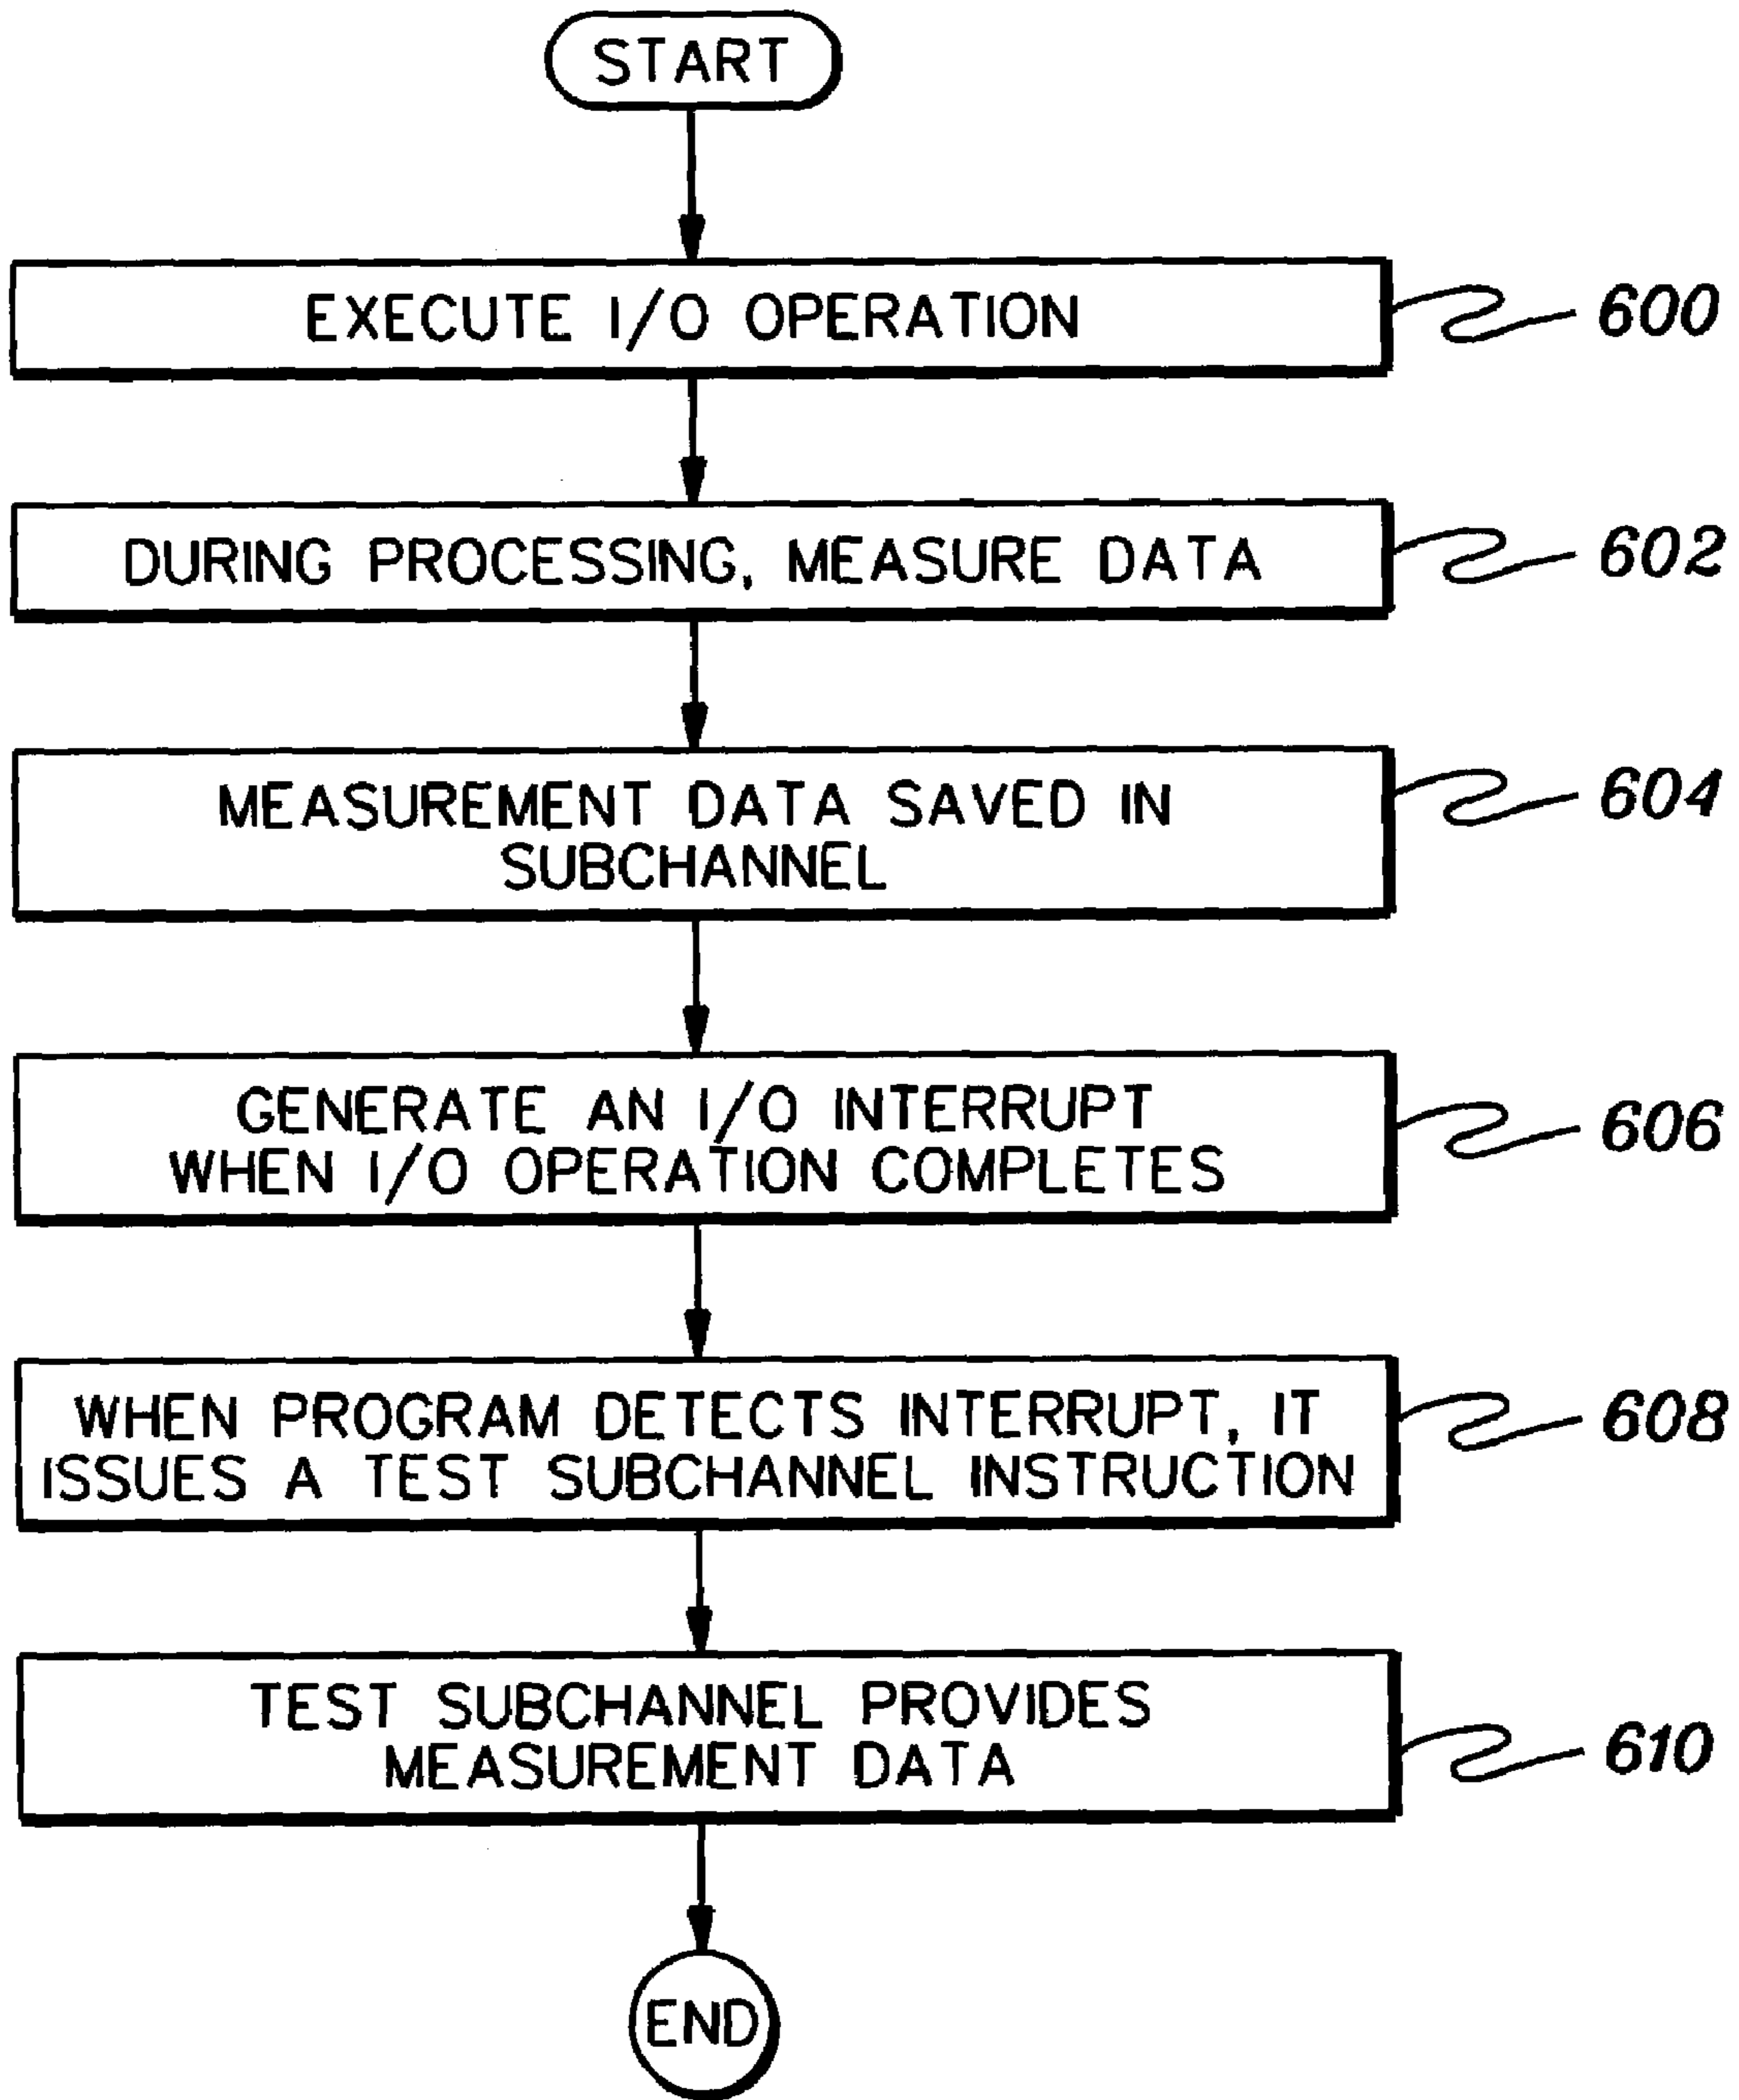 START
EXECUTE I/O OPERATION
600
DURING PROCESSING, MEASURE DATA
602
MEASUREMENT DATA SAVED IN
SUBCHANNEL
604
GENERATE AN I/O INTERRUPT
WHEN I/O OPERATION COMPLETES
606
WHEN PROGRAM DETECTS INTERRUPT, IT
ISSUES A TEST SUBCHANNEL INSTRUCTION
608
TEST SUBCHANNEL PROVIDES
MEASUREMENT DATA
610
END